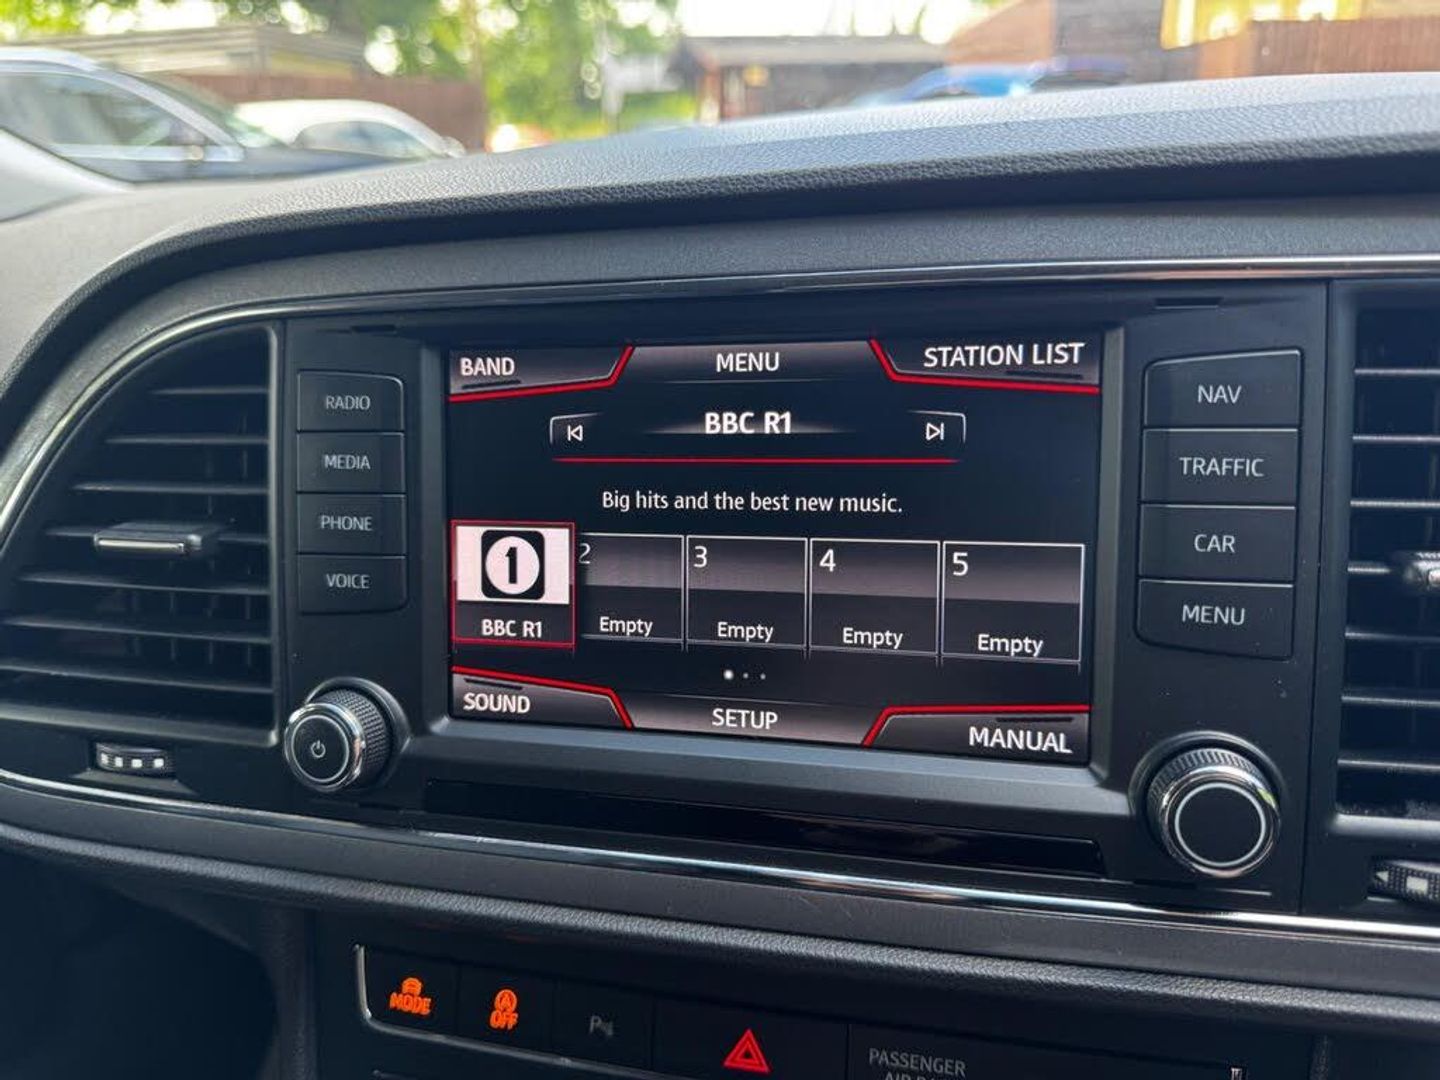 BAND
MENU
STATION LIST
RADIO
MEDIA
PHONE
VOICE
BBC R1
Big hits and the best new music.
1
BBC R1
2
Empty
3
Empty
4
Empty
5
Empty
SOUND
SETUP
MANUAL
NAV
TRAFFIC
CAR
MENU
MODE
A
OFF
P
PASSENGER
AIR